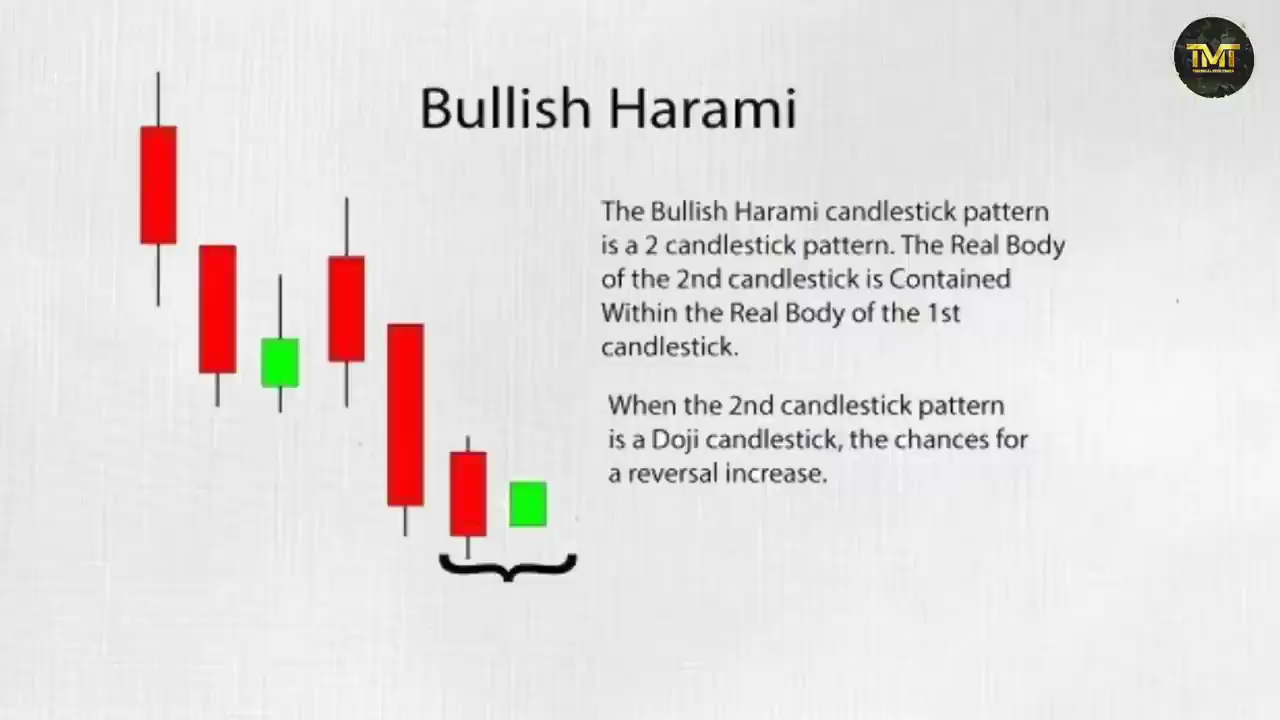 TMT
Bullish Harami
The Bullish Harami candlestick pattern
is a 2 candlestick pattern. The Real Body
of the 2nd candlestick is Contained
Within the Real Body of the 1st
candlestick.
When the 2nd candlestick pattern
is a Doji candlestick, the chances for
a reversal increase.